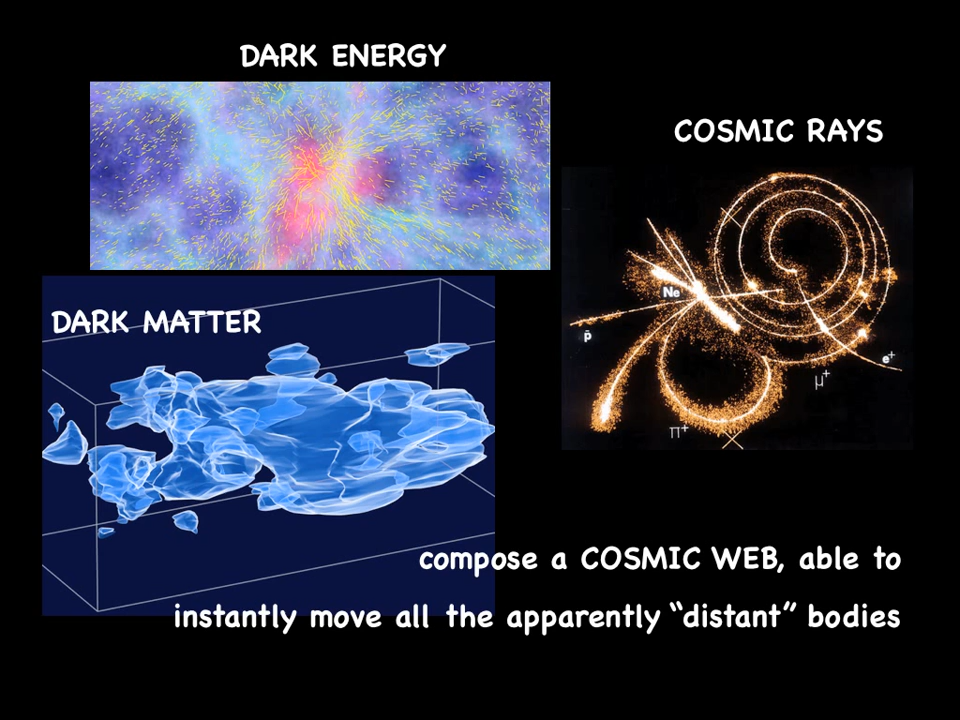 DARK ENERGY
COSMIC RAYS
Ne
p̄
e⁺
μ⁺
π⁺
DARK MATTER
compose a COSMIC WEB, able to
instantly move all the apparently “distant” bodies